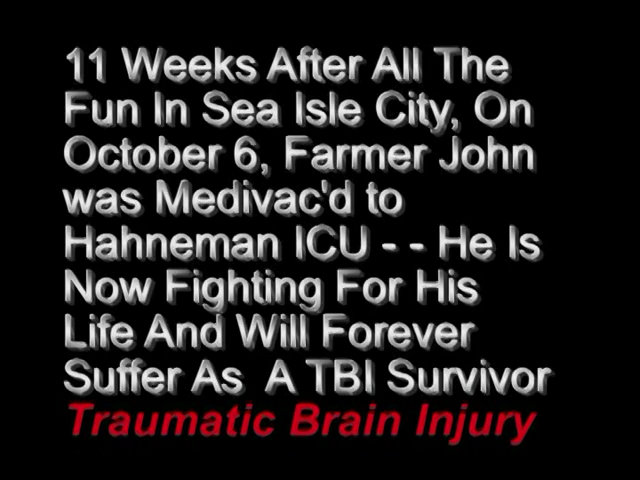 11 Weeks After All The
Fun In Sea Isle City, On
October 6, Farmer John
was Medivac'd to
Hahneman ICU - - He Is
Now Fighting For His
Life And Will Forever
Suffer As  A TBI Survivor
Traumatic Brain Injury